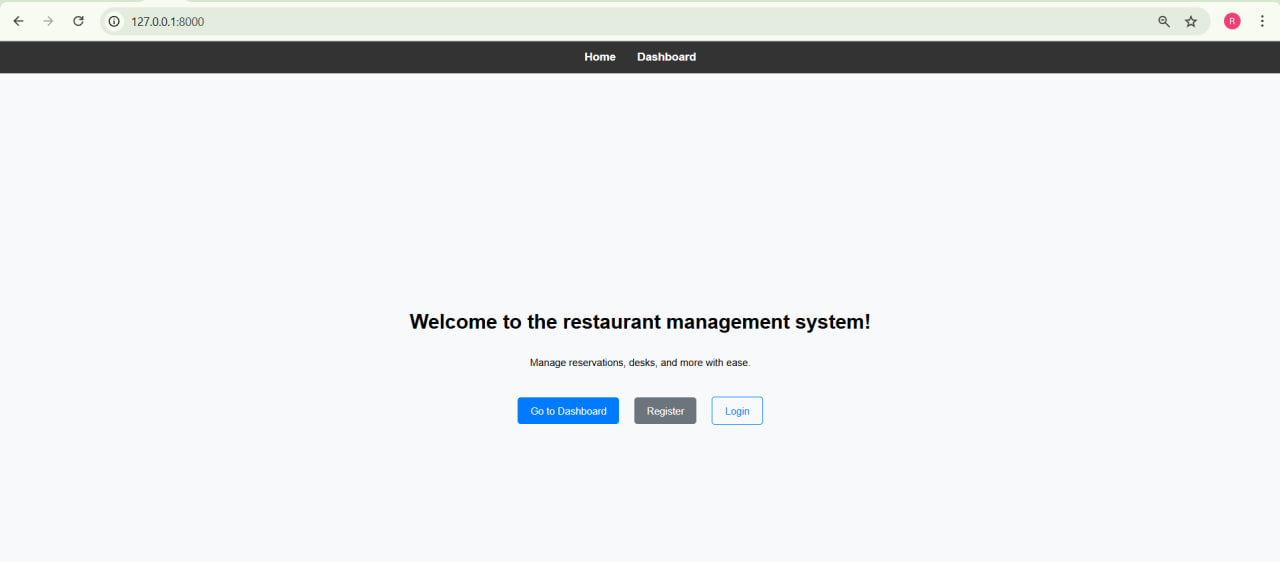 127.0.0.1:8000
R
Home Dashboard
Welcome to the restaurant management system!
Manage reservations, desks, and more with ease.
Go to Dashboard Register Login